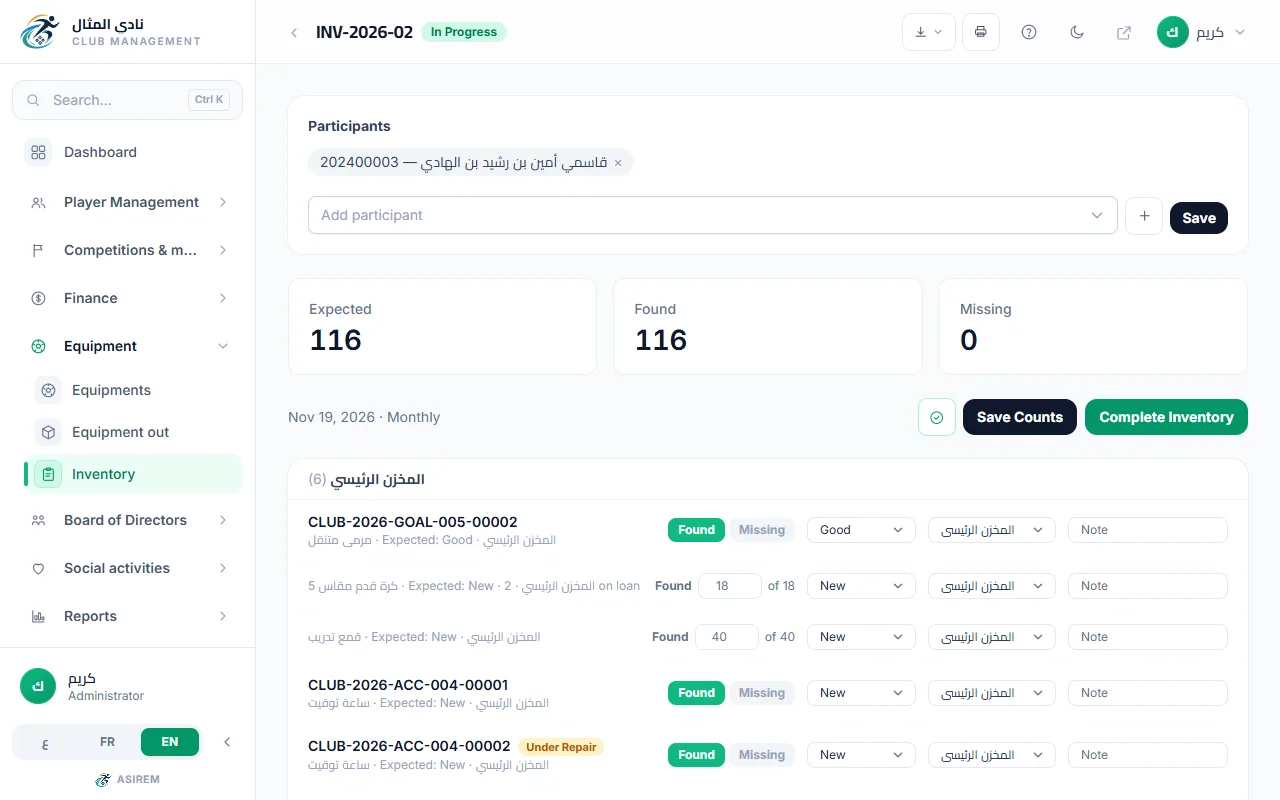 نادي المثال
CLUB MANAGEMENT
Search...
Ctrl K
Dashboard
Player Management
Competitions & m...
Finance
Equipment
Equipments
Equipment out
Inventory
Board of Directors
Social activities
Reports
ك
كريم
Administrator
ع
FR
EN
ASIREM
INV-2026-02
In Progress
ك
كريم
Participants
قاسمي أمين بن رشيد بن الهادي — 202400003 ×
Add participant
+
Save
Expected
116
Found
116
Missing
0
Nov 19, 2026 · Monthly
Save Counts
Complete Inventory
المخزن الرئيسي (6)
CLUB-2026-GOAL-005-00002
مرمى متنقل · Expected: Good · المخزن الرئيسي
Found
Missing
Good
المخزن الرئيسي
Note
كرة قدم مقاس 5 · Expected: New · المخزن الرئيسي · 2 on loan
Found
18
of 18
New
المخزن الرئيسي
Note
قمع تدريب · Expected: New · المخزن الرئيسي
Found
40
of 40
New
المخزن الرئيسي
Note
CLUB-2026-ACC-004-00001
ساعة توقيت · Expected: New · المخزن الرئيسي
Found
Missing
New
المخزن الرئيسي
Note
CLUB-2026-ACC-004-00002
Under Repair
ساعة توقيت · Expected: New · المخزن الرئيسي
Found
Missing
New
المخزن الرئيسي
Note